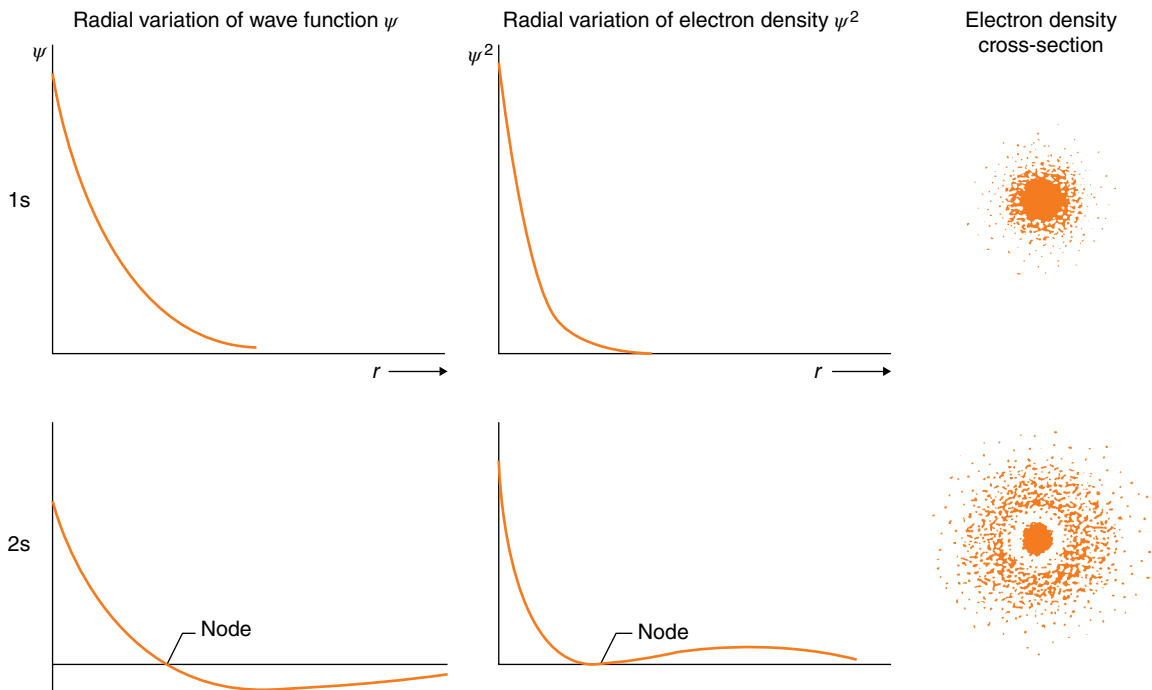 Radial variation of wave function ψ
Radial variation of electron density ψ²
Electron density
cross-section
ψ
ψ²
1s
r
r
2s
Node
Node